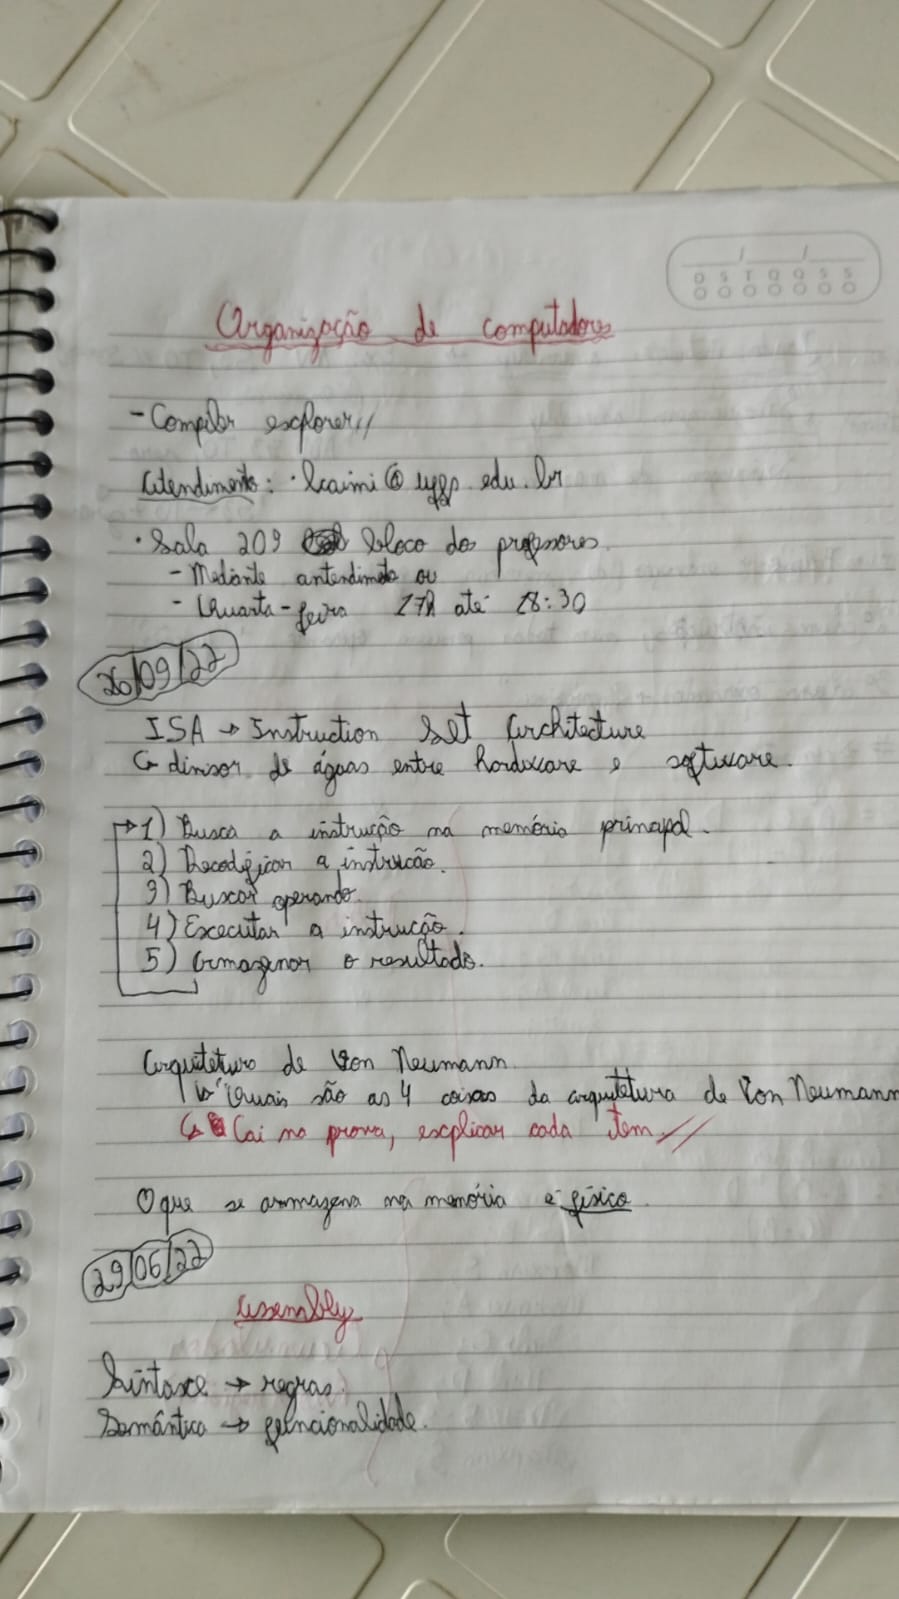 D S T Q Q S S
Organização de computadores
- Compiler explorer //
Atendimento: · lcaimi@uffs.edu.br
· Sala 209 bloco dos professores
- Mediante antendimento ou
- Quarta-feira 17h até 18:30
26/09/22
ISA → Instruction Set Architecture
↳ divisor de águas entre hardware e software.
→ 1) Busca a instrução na memória principal.
2) Decodificar a instrução.
3) Buscar operando.
4) Executar a instrução.
5) Armazenar o resultado.
Arquitetura de Von Neumann
↳ Quais são as 4 coisas da arquitetura de Von Neumann
↳ Cai na prova, explicar cada item //
O que se armazena na memória é físico.
29/06/22
Assembly
Sintaxe → regras.
Semântica → funcionalidade.